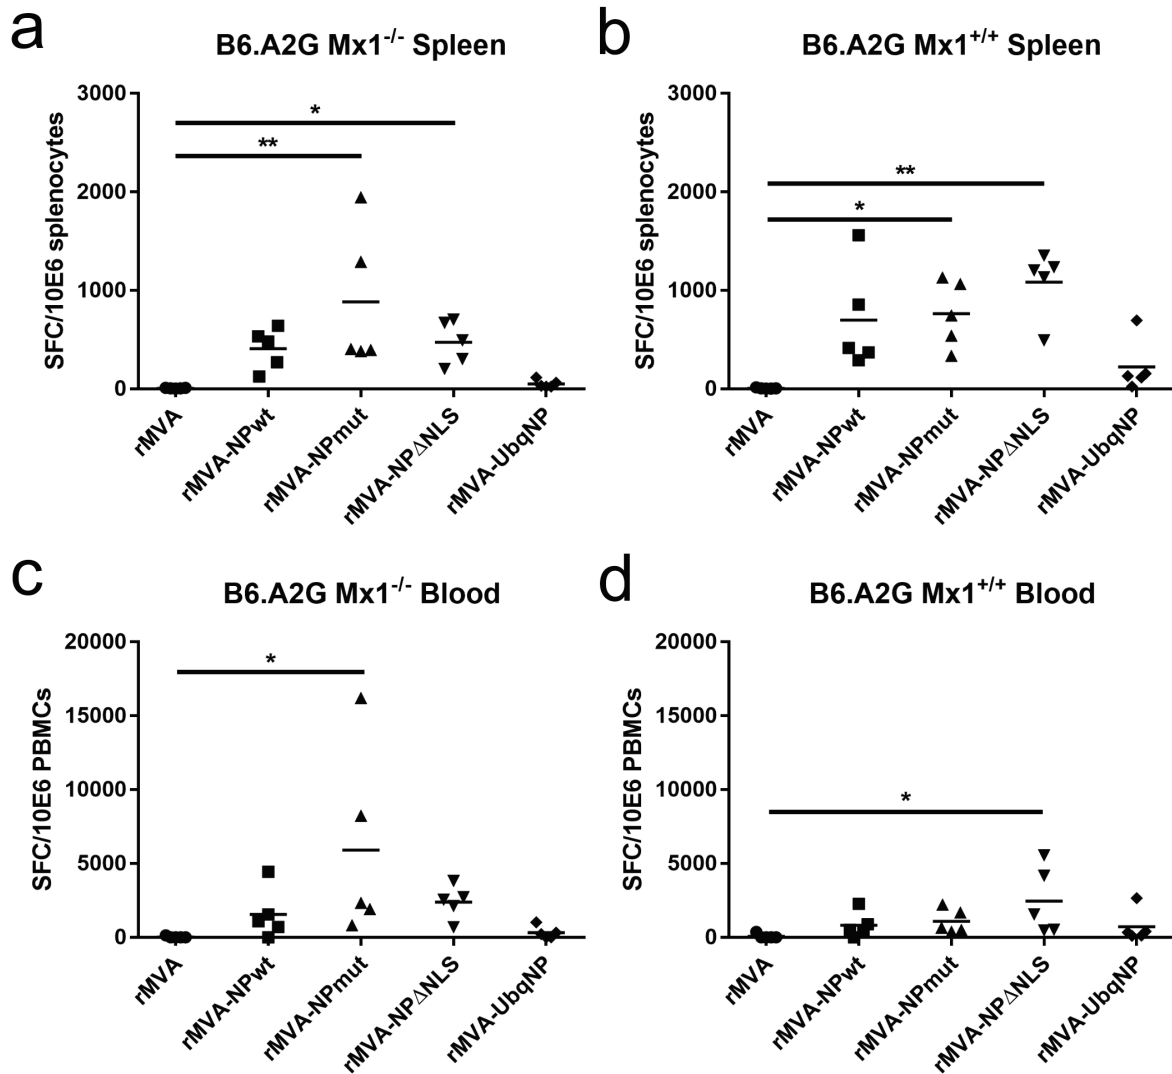 a
B6.A2G Mx1-/- Spleen
SFC/10E6 splenocytes
3000
2000
1000
0
*
**
rMVA
rMVA-NPwt
rMVA-NPmut
rMVA-NPΔNLS
rMVA-UbqNP
b
B6.A2G Mx1+/+ Spleen
SFC/10E6 splenocytes
3000
2000
1000
0
**
*
rMVA
rMVA-NPwt
rMVA-NPmut
rMVA-NPΔNLS
rMVA-UbqNP
c
B6.A2G Mx1-/- Blood
SFC/10E6 PBMCs
20000
15000
10000
5000
0
*
rMVA
rMVA-NPwt
rMVA-NPmut
rMVA-NPΔNLS
rMVA-UbqNP
d
B6.A2G Mx1+/+ Blood
SFC/10E6 PBMCs
20000
15000
10000
5000
0
*
rMVA
rMVA-NPwt
rMVA-NPmut
rMVA-NPΔNLS
rMVA-UbqNP